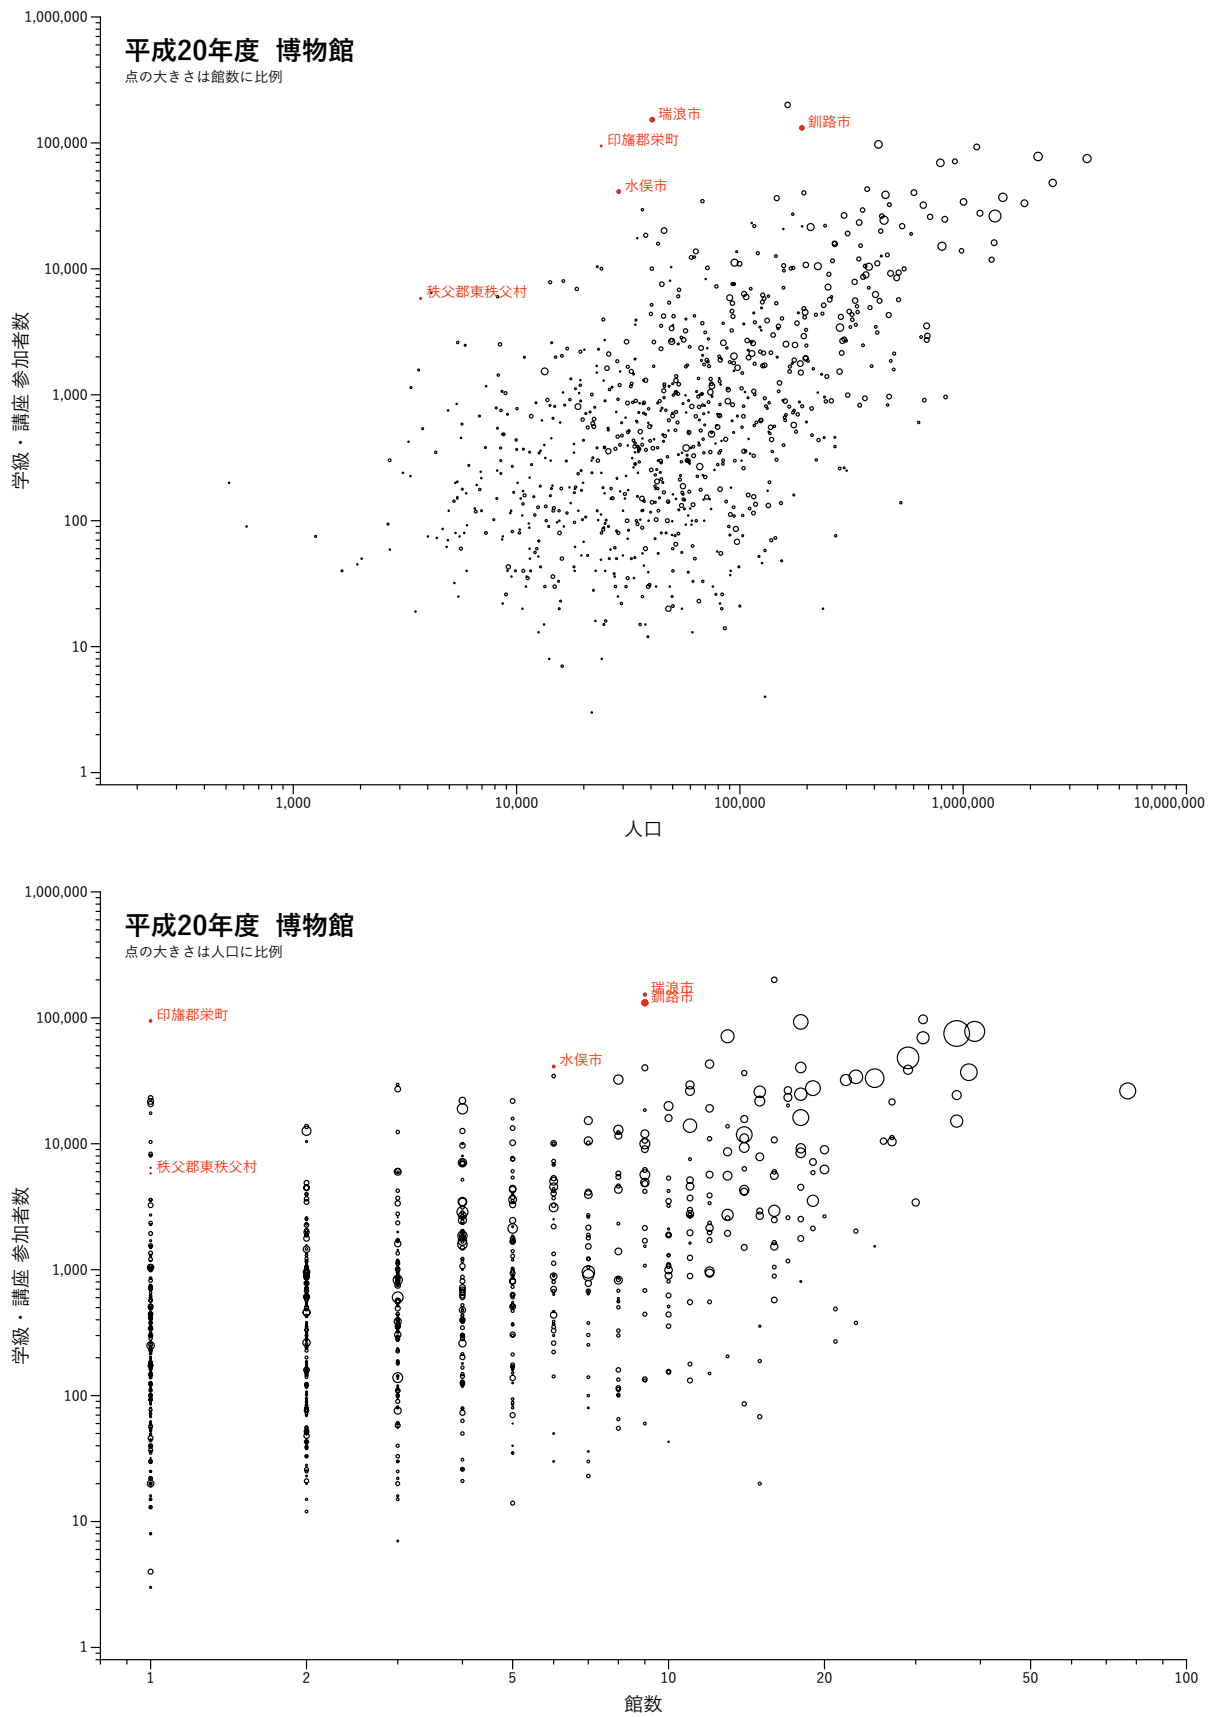 1,000,000
平成20年度 博物館
点の大きさは館数に比例
瑞浪市
釧路市
100,000
印旛郡栄町
水俣市
10,000
秩父郡東秩父村
学級・講座 参加者数
1,000
100
10
1
1,000
10,000
100,000
1,000,000
10,000,000
人口
1,000,000
平成20年度 博物館
点の大きさは人口に比例
瑞浪市
釧路市
印旛郡栄町
100,000
水俣市
10,000
秩父郡東秩父村
学級・講座 参加者数
1,000
100
10
1
1
2
5
10
20
50
100
館数